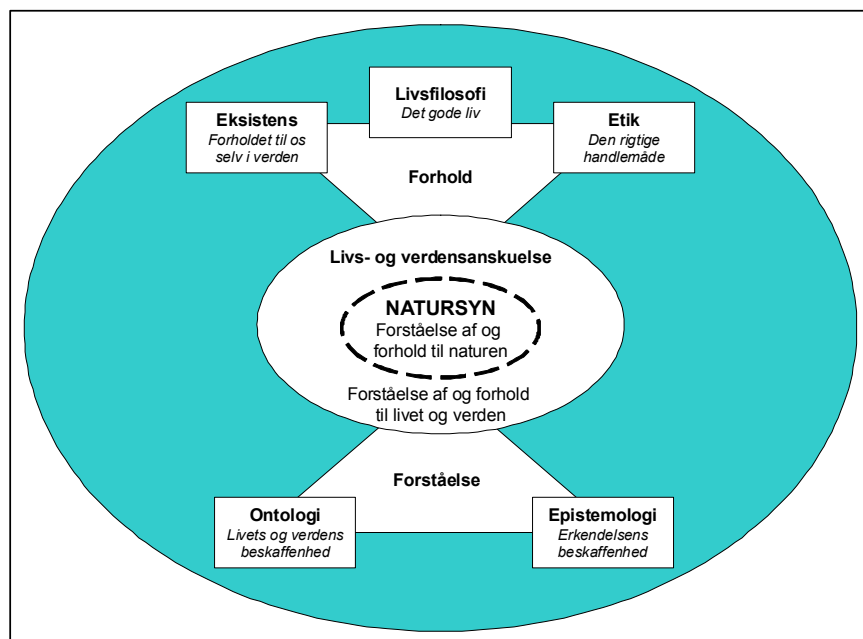 Livsfilosofi
Det gode liv
Eksistens
Forholdet til os
selv i verden
Etik
Den rigtige
handlemåde
Forhold
Livs- og verdensanskuelse
NATURSYN
Forståelse af og
forhold til naturen
Forståelse af og forhold
til livet og verden
Forståelse
Ontologi
Livets og verdens
beskaffenhed
Epistemologi
Erkendelsens
beskaffenhed